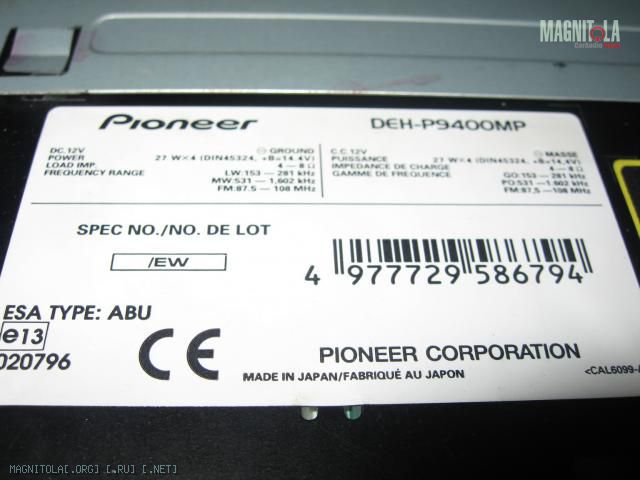 MAGNITOLA
CarAudio
Pioneer
DEH-P9400MP
DC.12V ⊖ GROUND
POWER 27 W×4 (DIN45324, +B=14.4V)
LOAD IMP. 4 – 8 Ω
FREQUENCY RANGE LW:153 – 281 kHz
MW:531 – 1,602 kHz
FM:87.5 – 108 MHz
C.C.12V ⊖ MASSE
PUISSANCE 27 W×4 (DIN45324, +B=14.4V)
IMPEDANCE DE CHARGE 4 – 8 Ω
GAMME DE FREQUENCE GO:153 – 281 kHz
PO:531 – 1.602 kHz
FM:87.5 – 108 MHz
SPEC NO./NO. DE LOT
/EW
4 977729 586794
ESA TYPE: ABU
e13
020796
CE
PIONEER CORPORATION
MADE IN JAPAN/FABRIQUÉ AU JAPON
<CAL6099-
MAGNITOLA[.ORG] [.RU] [.NET]